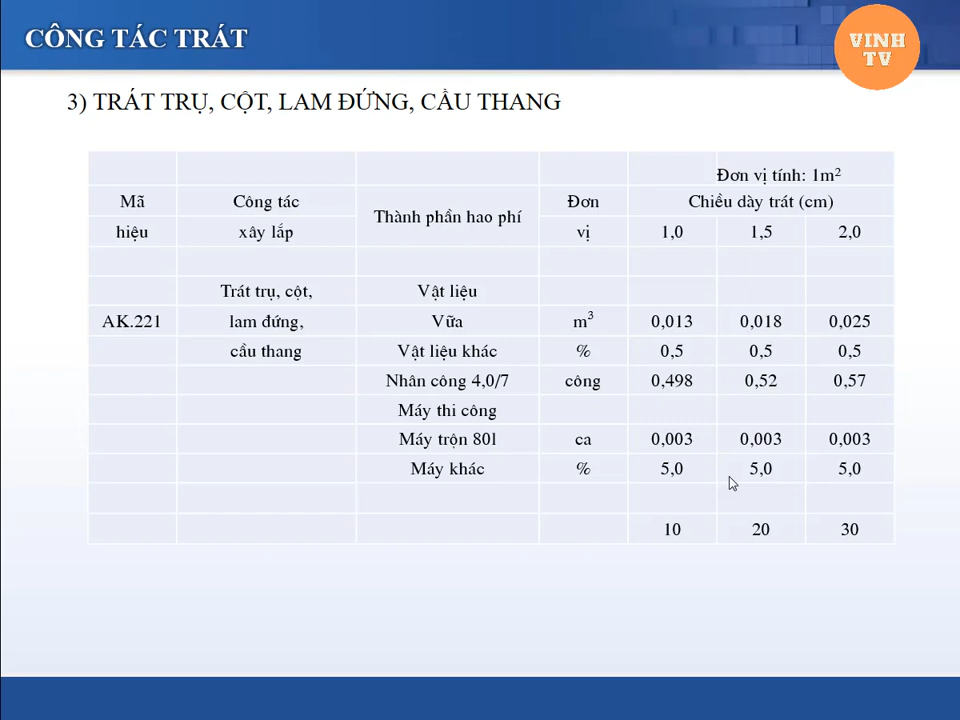 CÔNG TÁC TRÁT
VINH
TV
3) TRÁT TRỤ, CỘT, LAM ĐỨNG, CẦU THANG
Đơn vị tính: 1m²
Mã Công tác Thành phần hao phí Đơn Chiều dày trát (cm)
hiệu xây lắp vị 1,0 1,5 2,0
Trát trụ, cột, Vật liệu
AK.221 lam đứng, Vữa m³ 0,013 0,018 0,025
cầu thang Vật liệu khác % 0,5 0,5 0,5
Nhân công 4,0/7 công 0,498 0,52 0,57
Máy thi công
Máy trộn 80l ca 0,003 0,003 0,003
Máy khác % 5,0 5,0 5,0
10 20 30